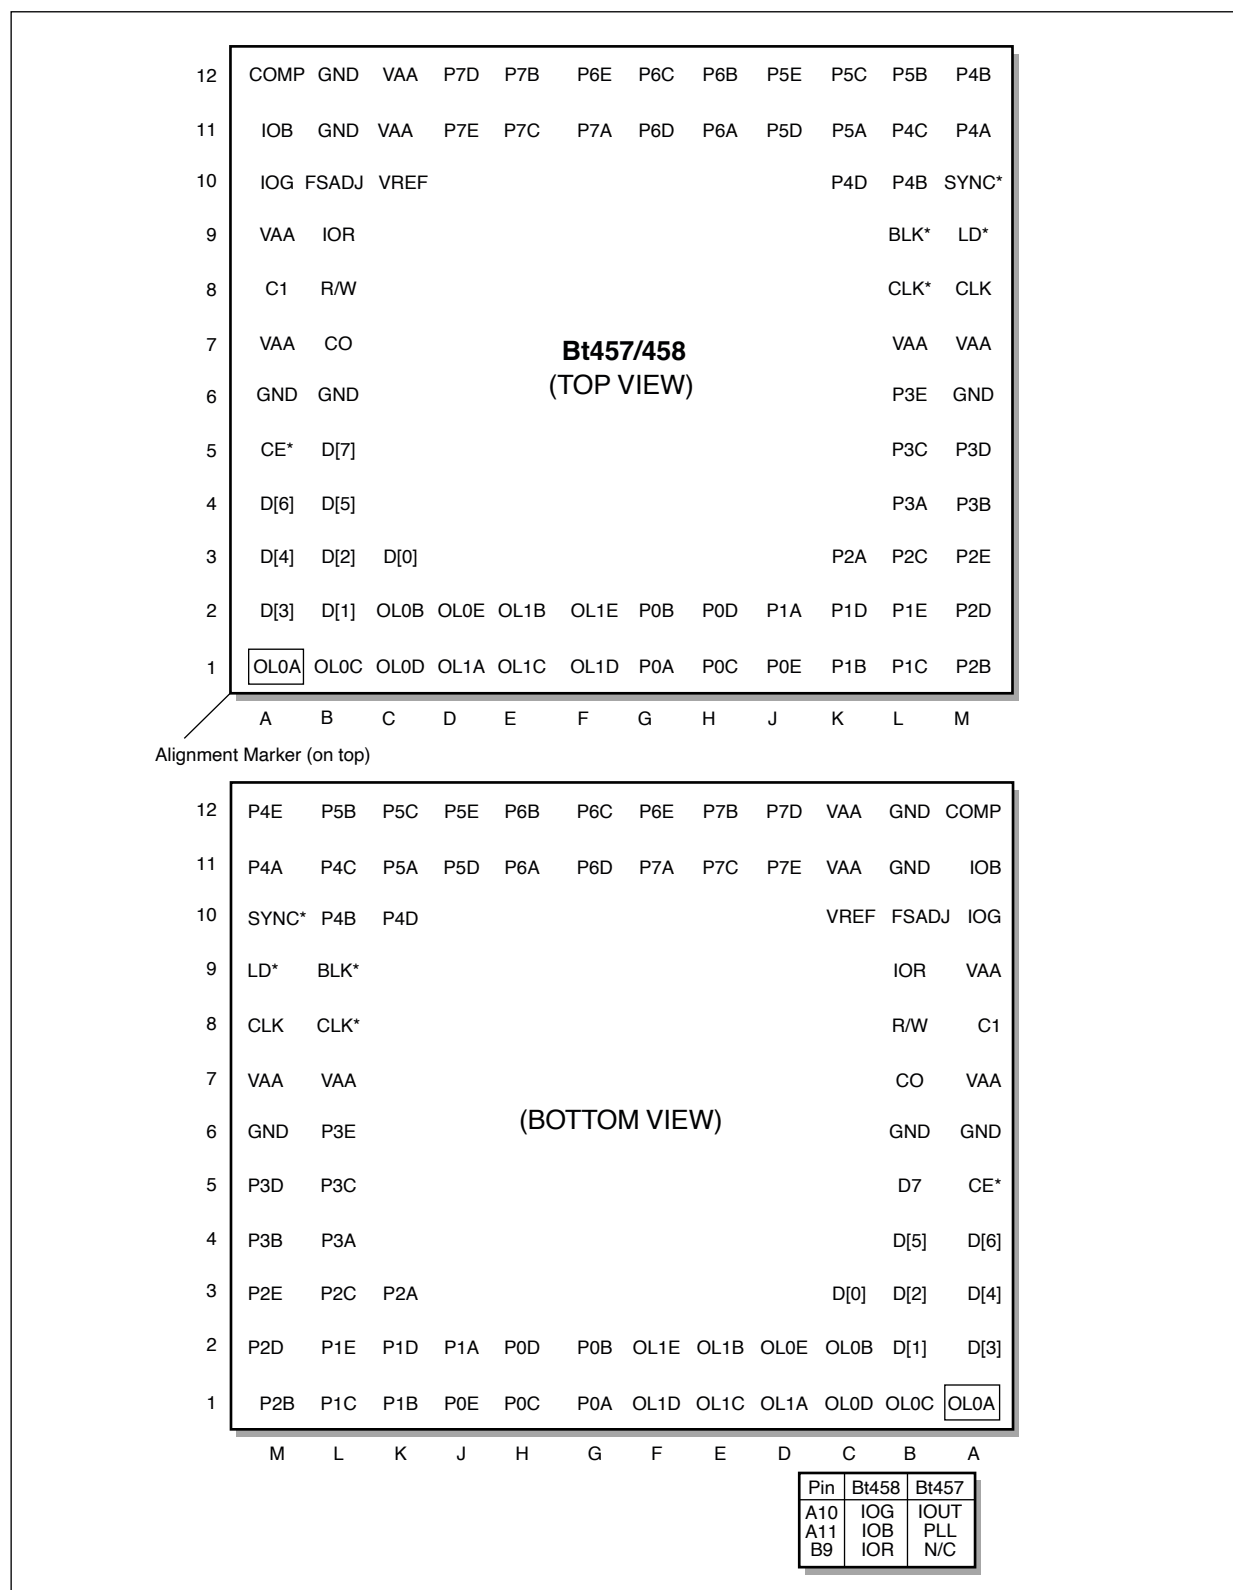 12 COMP GND VAA P7D P7B P6E P6C P6B P5E P5C P5B P4B
11 IOB GND VAA P7E P7C P7A P6D P6A P5D P5A P4C P4A
10 IOG FSADJ VREF P4D P4B SYNC*
9 VAA IOR BLK* LD*
8 C1 R/W CLK* CLK
7 VAA CO VAA VAA
Bt457/458
(TOP VIEW)
6 GND GND P3E GND
5 CE* D[7] P3C P3D
4 D[6] D[5] P3A P3B
3 D[4] D[2] D[0] P2A P2C P2E
2 D[3] D[1] OL0B OL0E OL1B OL1E P0B P0D P1A P1D P1E P2D
1 OL0A OL0C OL0D OL1A OL1C OL1D P0A P0C P0E P1B P1C P2B
A B C D E F G H J K L M
Alignment Marker (on top)
12 P4E P5B P5C P5E P6B P6C P6E P7B P7D VAA GND COMP
11 P4A P4C P5A P5D P6A P6D P7A P7C P7E VAA GND IOB
10 SYNC* P4B P4D VREF FSADJ IOG
9 LD* BLK* IOR VAA
8 CLK CLK* R/W C1
7 VAA VAA CO VAA
(BOTTOM VIEW)
6 GND P3E GND GND
5 P3D P3C D7 CE*
4 P3B P3A D[5] D[6]
3 P2E P2C P2A D[0] D[2] D[4]
2 P2D P1E P1D P1A P0D P0B OL1E OL1B OL0E OL0B D[1] D[3]
1 P2B P1C P1B P0E P0C P0A OL1D OL1C OL1A OL0D OL0C OL0A
M L K J H G F E D C B A
Pin Bt458 Bt457
A10 IOG IOUT
A11 IOB PLL
B9 IOR N/C